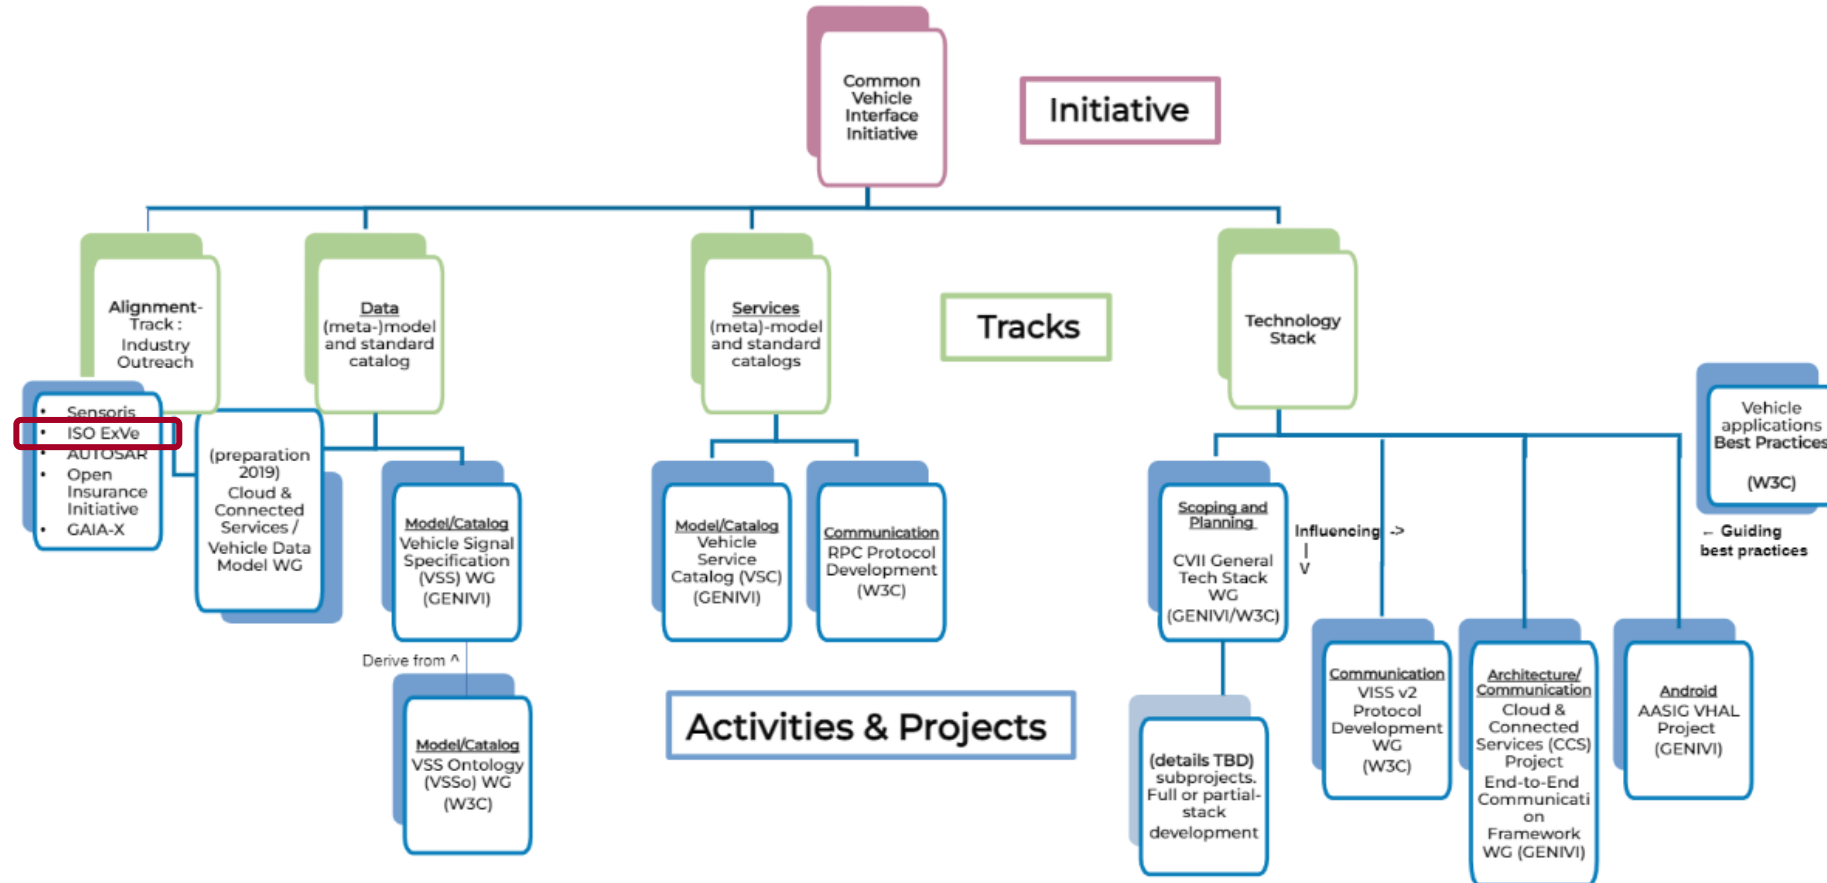 Common
Vehicle
Interface
Initiative
Initiative
Alignment-
Track :
Industry
Outreach
Data
(meta-)model
and standard
catalog
Services
(meta)-model
and standard
catalogs
Tracks
Technology
Stack
• Sensoris
• ISO ExVe
• AUTOSAR
• Open
Insurance
Initiative
• GAIA-X
(preparation
2019)
Cloud &
Connected
Services /
Vehicle Data
Model WG
Model/Catalog
Vehicle Signal
Specification
(VSS) WG
(GENIVI)
Derive from ^
Model/Catalog
VSS Ontology
(VSSo) WG
(W3C)
Model/Catalog
Vehicle
Service
Catalog (VSC)
(GENIVI)
Communication
RPC Protocol
Development
(W3C)
Activities & Projects
Scoping and
Planning
CVII General
Tech Stack
WG
(GENIVI/W3C)
Influencing ->
|
V
(details TBD)
subprojects.
Full or partial-
stack
development
Communication
VISS v2
Protocol
Development
WG
(W3C)
Architecture/
Communication
Cloud &
Connected
Services (CCS)
Project
End-to-End
Communicati
on
Framework
WG (GENIVI)
Android
AASIG VHAL
Project
(GENIVI)
Vehicle
applications
Best Practices
(W3C)
← Guiding
best practices